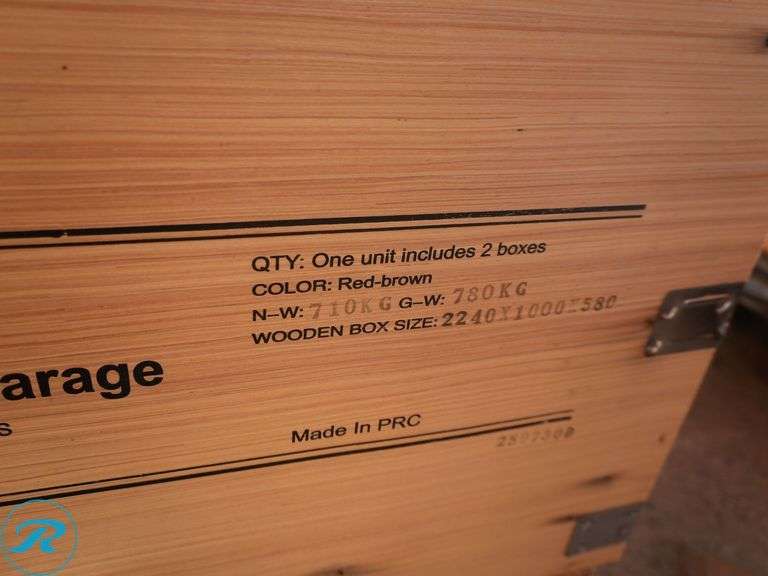 QTY: One unit includes 2 boxes
COLOR: Red-brown
N-W: 710KG G-W: 780KG
WOODEN BOX SIZE: 2240X1000X580
arage
s
Made In PRC
R